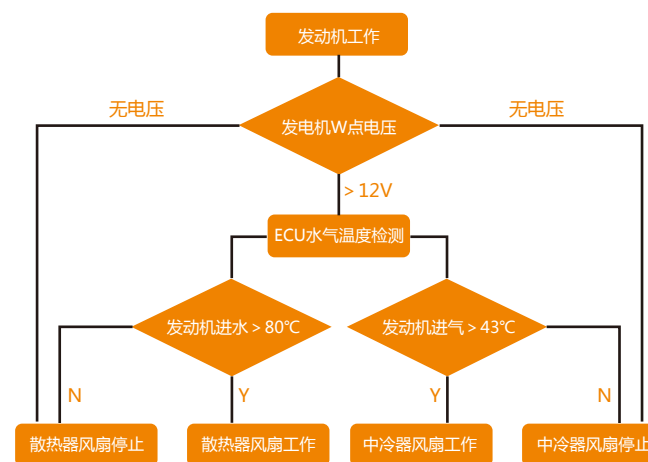 发动机工作
无电压
无电压
发电机W点电压
＞12V
ECU水气温度检测
发动机进水＞80℃
发动机进气＞43℃
N
Y
Y
N
散热器风扇停止
散热器风扇工作
中冷器风扇工作
中冷器风扇停止